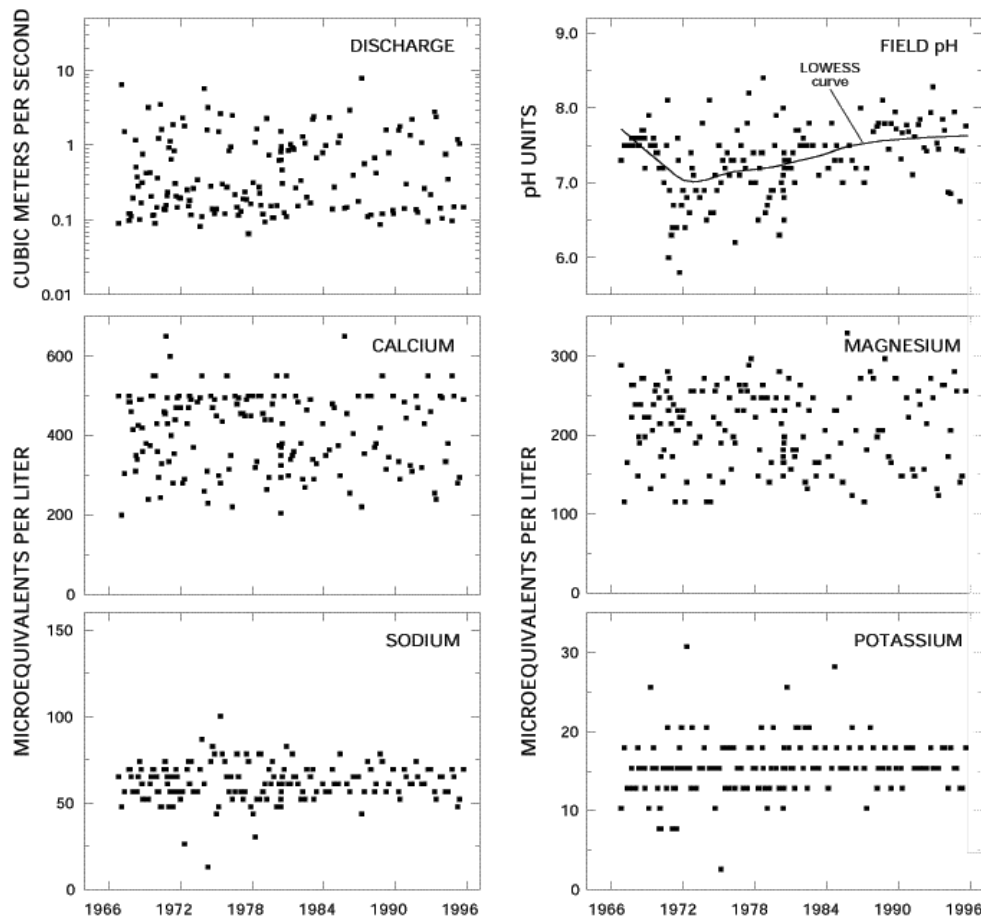 DISCHARGE
CUBIC METERS PER SECOND
10
1
0.1
0.01
FIELD pH
LOWESS
curve
pH UNITS
9.0
8.0
7.0
6.0
CALCIUM
MICROEQUIVALENTS PER LITER
600
400
200
0
MAGNESIUM
MICROEQUIVALENTS PER LITER
300
200
100
0
SODIUM
150
100
50
0
1966 1972 1978 1984 1990 1996
POTASSIUM
30
20
10
0
1966 1972 1978 1984 1990 1996